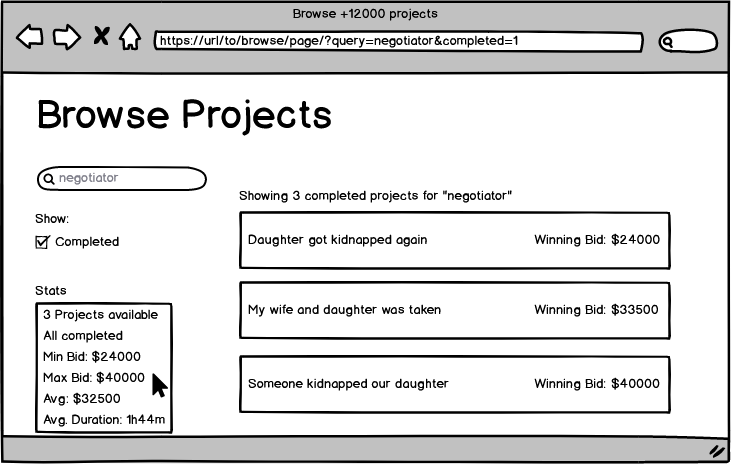 Browse +12000 projects
https://url/to/browse/page/?query=negotiator&completed=1
Browse Projects
negotiator
Show:
Completed
Stats
3 Projects available
All completed
Min Bid: $24000
Max Bid: $40000
Avg: $32500
Avg. Duration: 1h44m
Showing 3 completed projects for "negotiator"
Daughter got kidnapped again Winning Bid: $24000
My wife and daughter was taken Winning Bid: $33500
Someone kidnapped our daughter Winning Bid: $40000